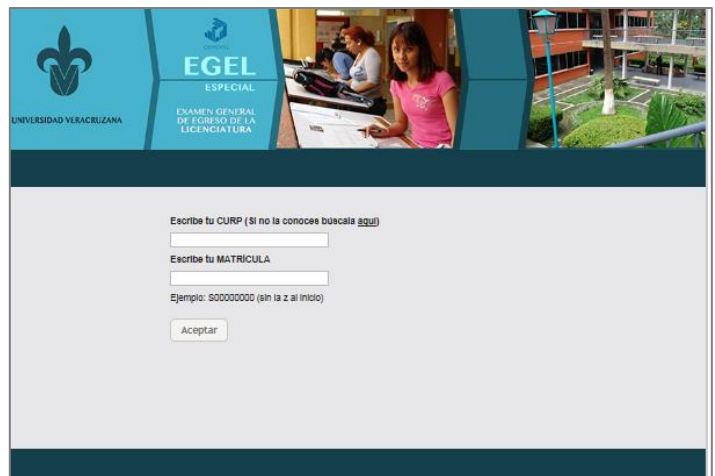 CENEVAL
EGEL
ESPECIAL
EXAMEN GENERAL
DE EGRESO DE LA
LICENCIATURA
UNIVERSIDAD VERACRUZANA
Escribe tu CURP (Si no la conoces búscala aquí)
Escribe tu MATRÍCULA
Ejemplo: S00000000 (sin la z al inicio)
Aceptar